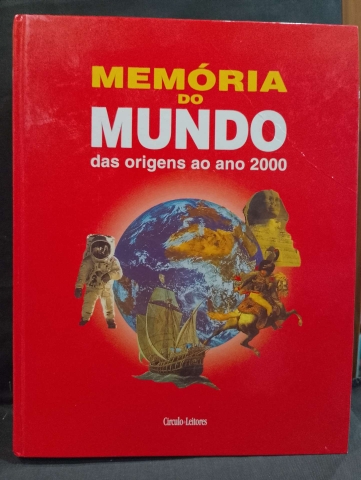 MEMÓRIA
DO
MUNDO
das origens ao ano 2000
Círculo-Leitores